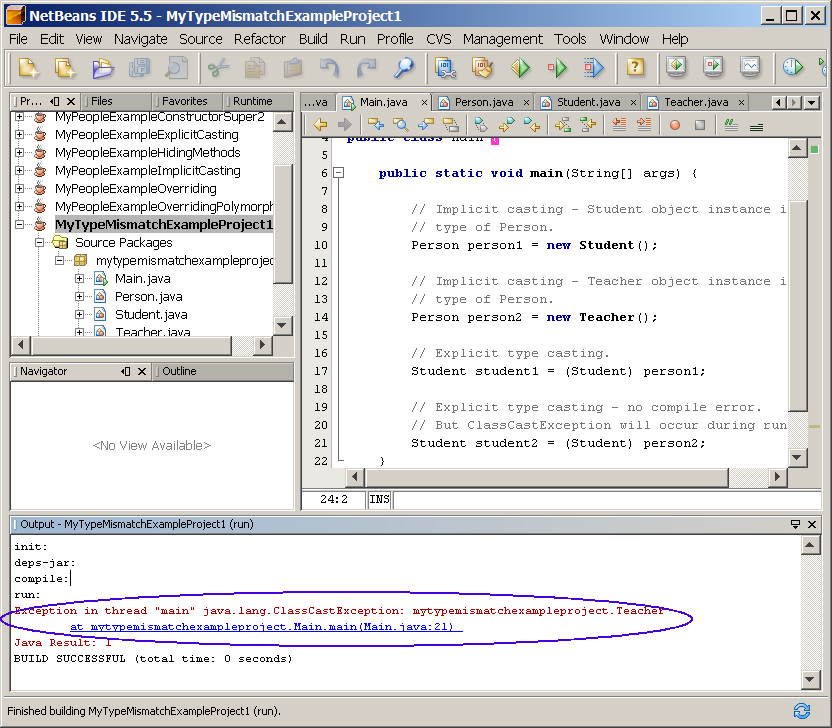 NetBeans IDE 5.5 - MyTypeMismatchExampleProject1
File Edit View Navigate Source Refactor Build Run Profile CVS Management Tools Window Help
Pr... Files Favorites Runtime
MyPeopleExampleConstructorSuper2
MyPeopleExampleExplicitCasting
MyPeopleExampleHidingMethods
MyPeopleExampleImplicitCasting
MyPeopleExampleOverriding
MyPeopleExampleOverridingPolymorph
MyTypeMismatchExampleProject1
Source Packages
mytypemismatchexampleprojec
Main.java
Person.java
Student.java
Teacher.java
Navigator Outline
<No View Available>
...va Main.java Person.java Student.java Teacher.java
4 public class Main {
5
6 public static void main(String[] args) {
7
8 // Implicit casting - Student object instance i
9 // type of Person.
10 Person person1 = new Student();
11
12 // Implicit casting - Teacher object instance i
13 // type of Person.
14 Person person2 = new Teacher();
15
16 // Explicit type casting.
17 Student student1 = (Student) person1;
18
19 // Explicit type casting - no compile error.
20 // But ClassCastException will occur during run
21 Student student2 = (Student) person2;
22 }
24:2 INS
Output - MyTypeMismatchExampleProject1 (run)
init:
deps-jar:
compile:
run:
Exception in thread "main" java.lang.ClassCastException: mytypemismatchexampleproject.Teacher
at mytypemismatchexampleproject.Main.main(Main.java:21)
Java Result: 1
BUILD SUCCESSFUL (total time: 0 seconds)
Finished building MyTypeMismatchExampleProject1 (run).